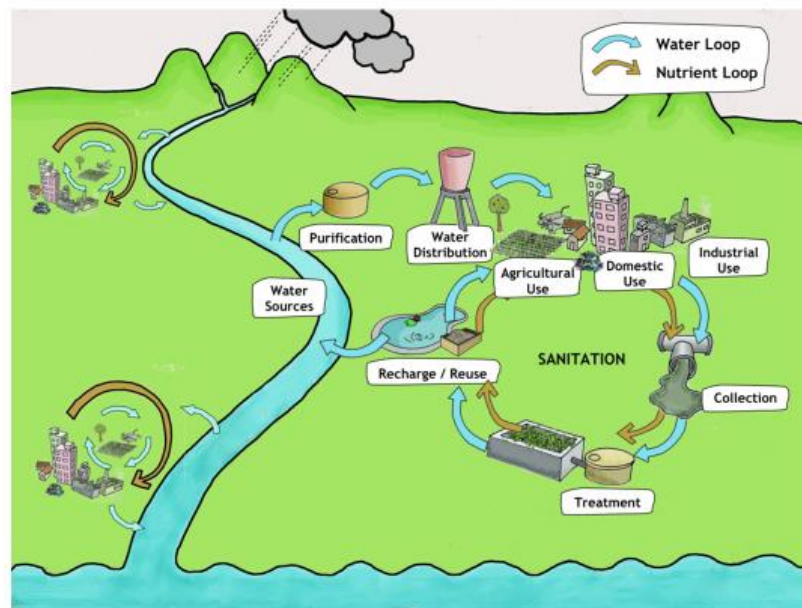 Water Loop
Nutrient Loop
Purification
Water
Distribution
Agricultural
Use
Domestic
Use
Industrial
Use
Water
Sources
Recharge / Reuse
SANITATION
Collection
Treatment